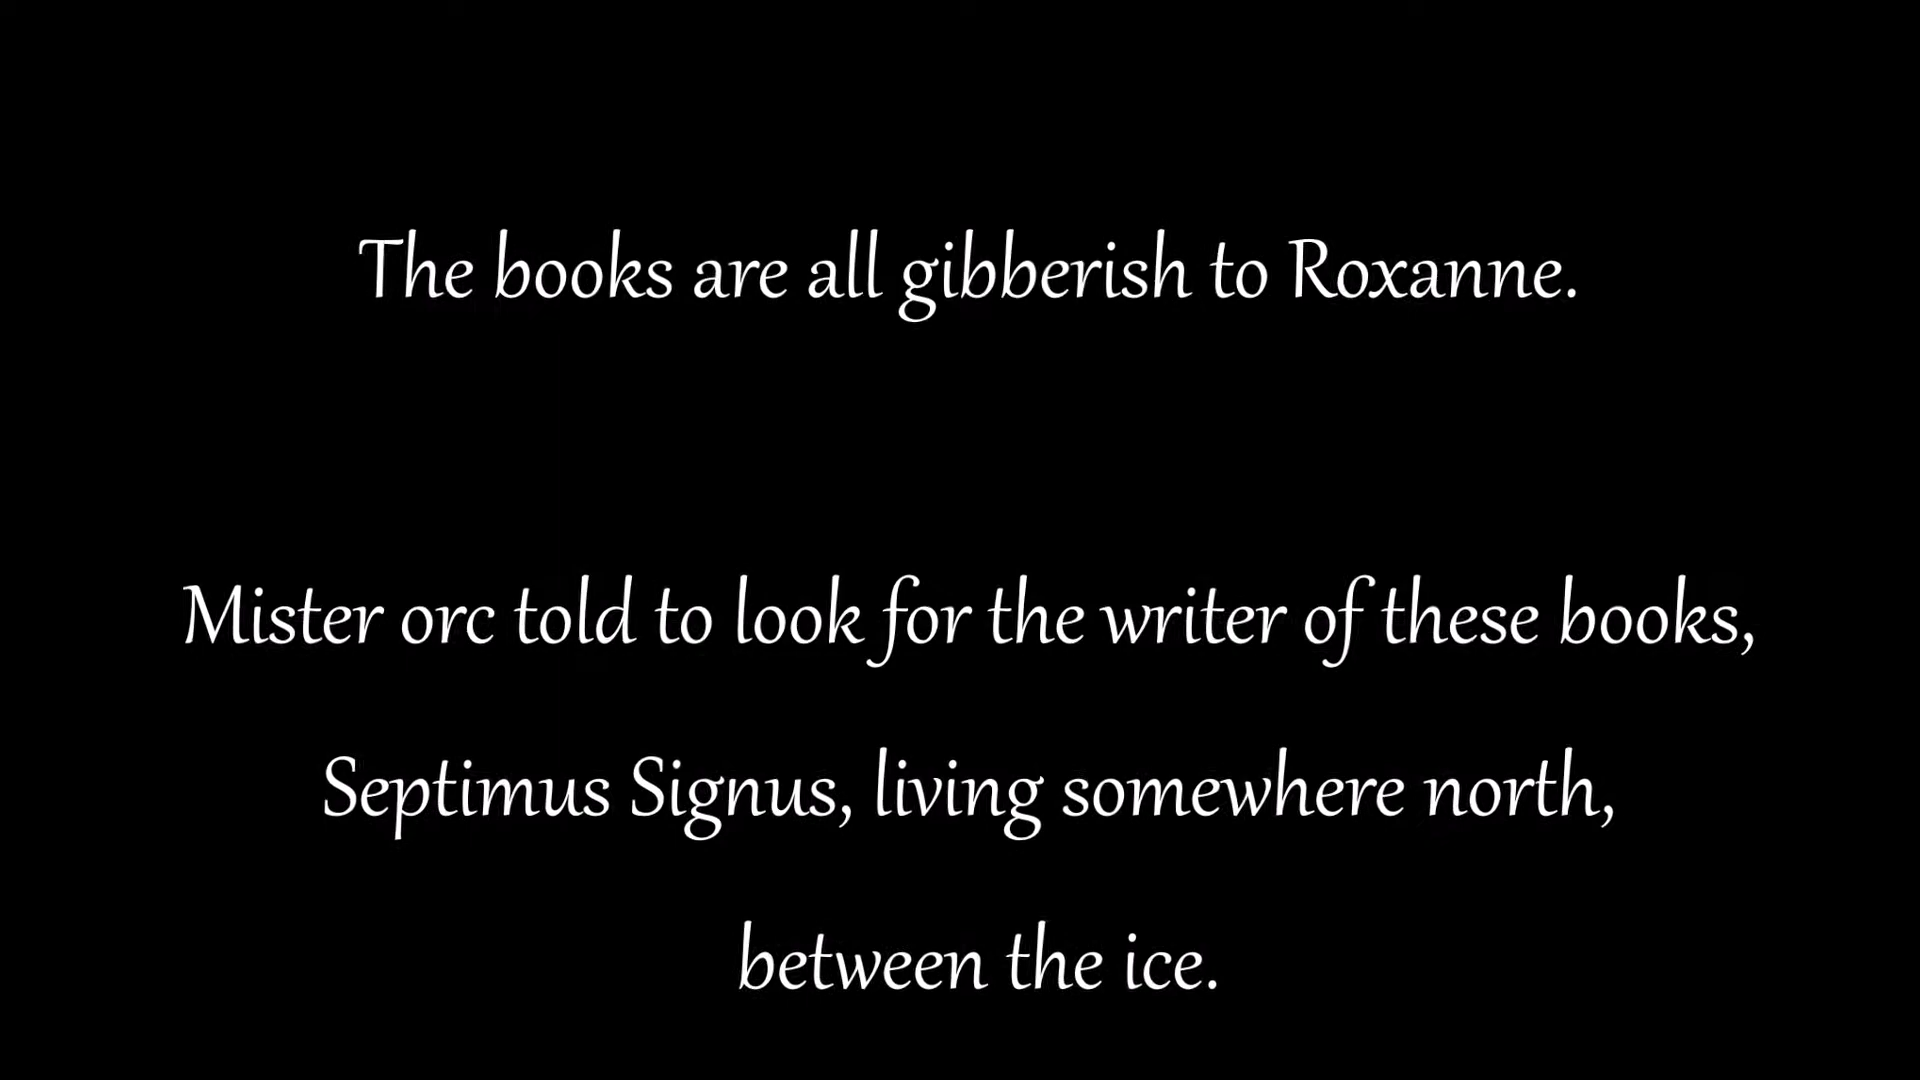 The books are all gibberish to Roxanne.
Mister orc told to look for the writer of these books,
Septimus Signus, living somewhere north,
between the ice.